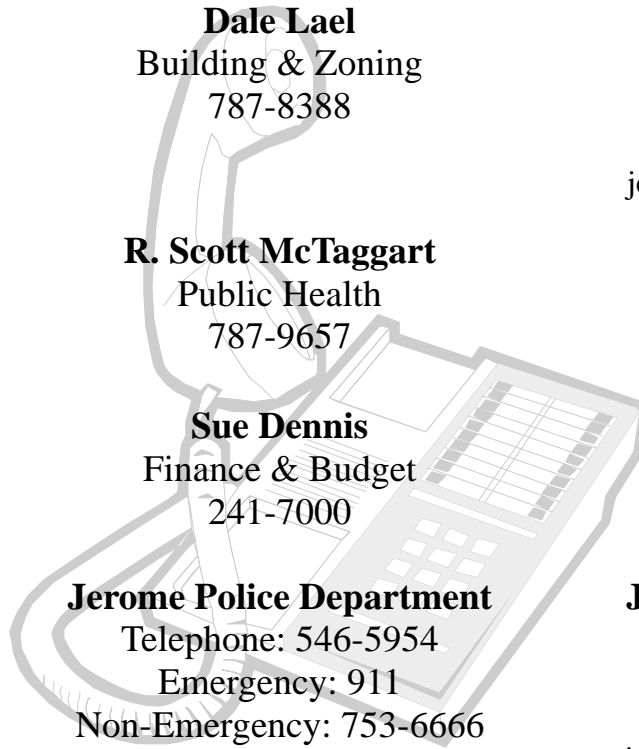 Dale Lael
Building & Zoning
787-8388
R. Scott McTaggart
Public Health
787-9657
Sue Dennis
Finance & Budget
241-7000
Jerome Police Department
Telephone: 546-5954
Emergency: 911
Non-Emergency: 753-6666